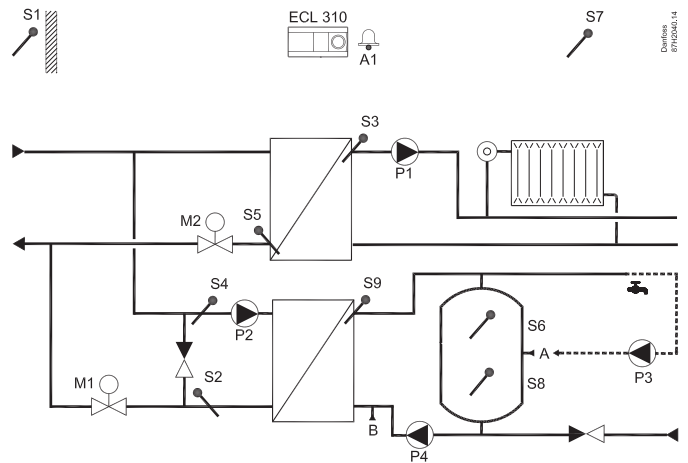 S1
ECL 310
A1
S7
Danfoss
87H2040.14
S3
P1
M2
S5
S4
P2
S9
S6
A
S8
P3
M1
S2
B
P4